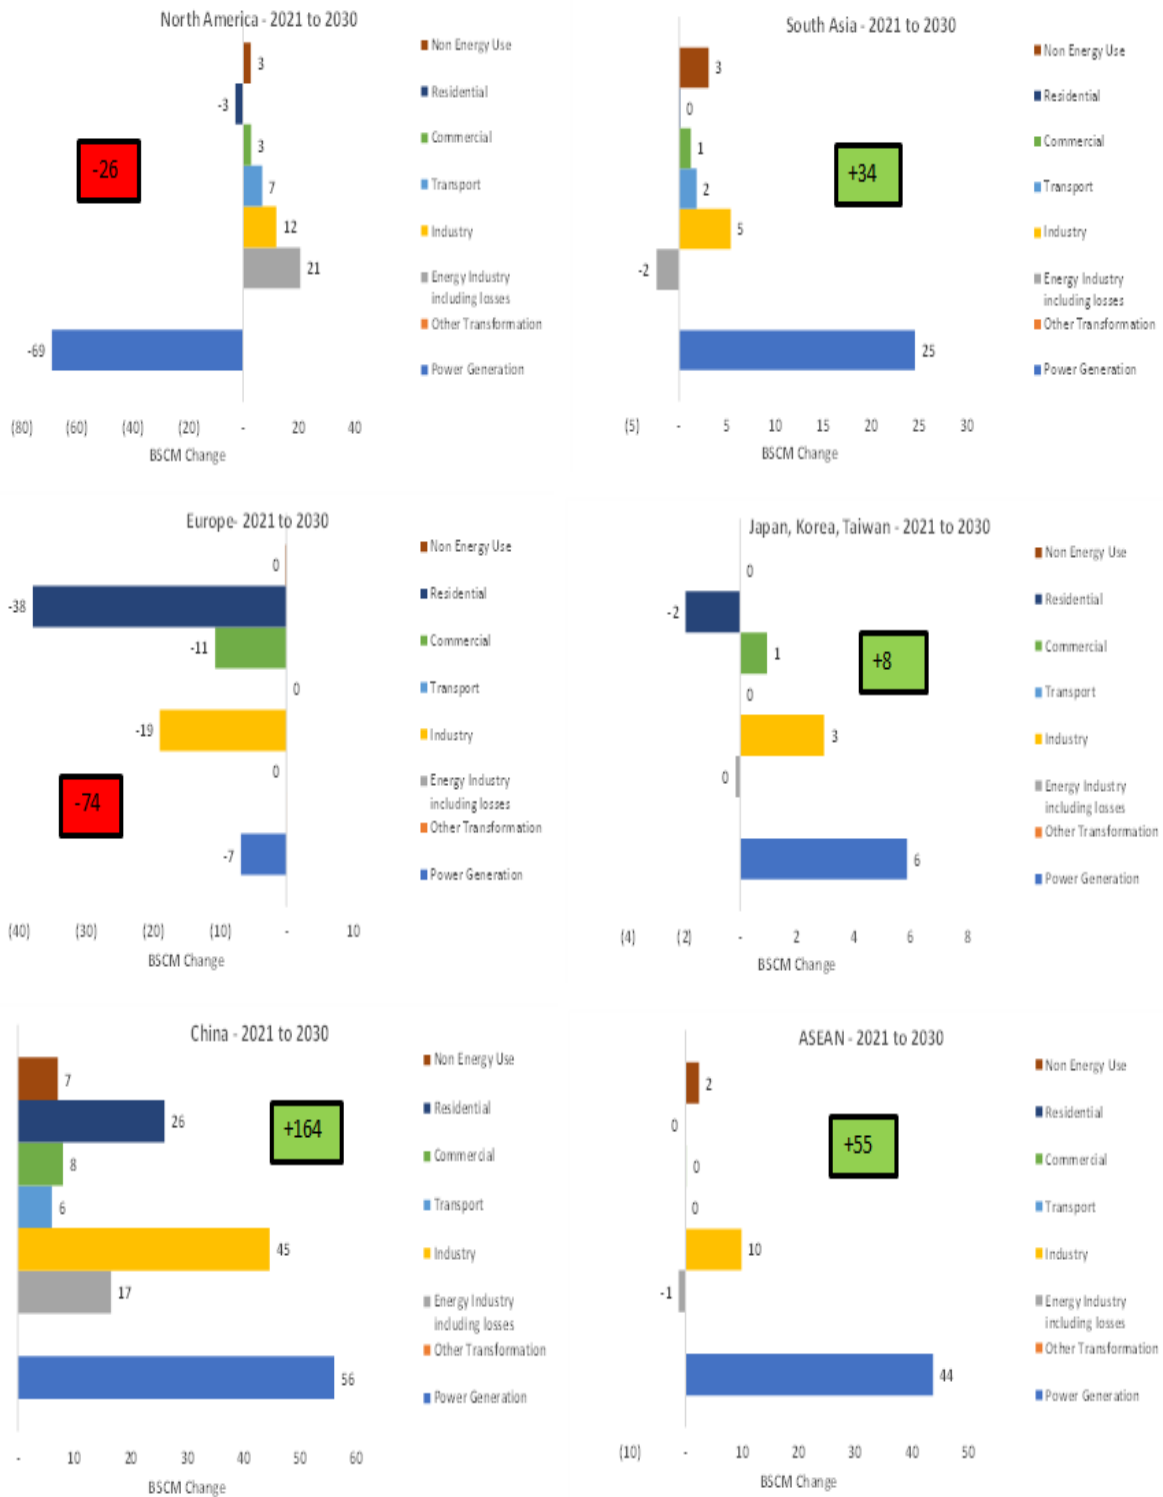 North America - 2021 to 2030
3
-3
3
7
12
21
-69
-26
Non Energy Use
Residential
Commercial
Transport
Industry
Energy Industry
including losses
Other Transformation
Power Generation
(80) (60) (40) (20) - 20 40
BSCM Change
South Asia - 2021 to 2030
3
0
1
2
5
-2
25
+34
Non Energy Use
Residential
Commercial
Transport
Industry
Energy Industry
including losses
Other Transformation
Power Generation
(5) - 5 10 15 20 25 30
BSCM Change
Europe- 2021 to 2030
0
-38
-11
0
-19
0
-7
-74
Non Energy Use
Residential
Commercial
Transport
Industry
Energy Industry
including losses
Other Transformation
Power Generation
(40) (30) (20) (10) - 10
BSCM Change
Japan, Korea, Taiwan - 2021 to 2030
0
-2
1
0
3
0
6
+8
Non Energy Use
Residential
Commercial
Transport
Industry
Energy Industry
including losses
Other Transformation
Power Generation
(4) (2) - 2 4 6 8
BSCM Change
China - 2021 to 2030
7
26
8
6
45
17
56
+164
Non Energy Use
Residential
Commercial
Transport
Industry
Energy Industry
including losses
Other Transformation
Power Generation
- 10 20 30 40 50 60
BSCM Change
ASEAN - 2021 to 2030
2
0
0
0
10
-1
44
+55
Non Energy Use
Residential
Commercial
Transport
Industry
Energy Industry
including losses
Other Transformation
Power Generation
(10) - 10 20 30 40 50
BSCM Change